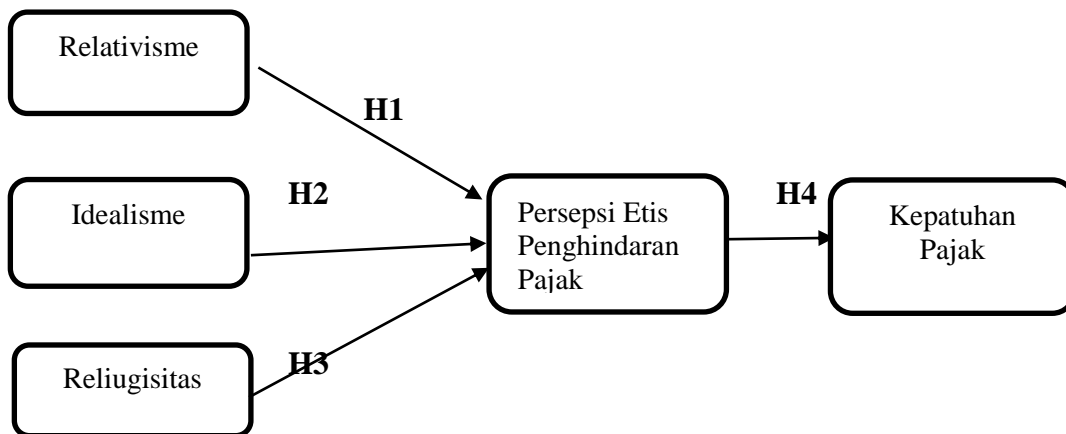 Relativisme
H1
Idealisme
H2
Persepsi Etis
Penghindaran
Pajak
H4
Kepatuhan
Pajak
Reliugisitas
H3